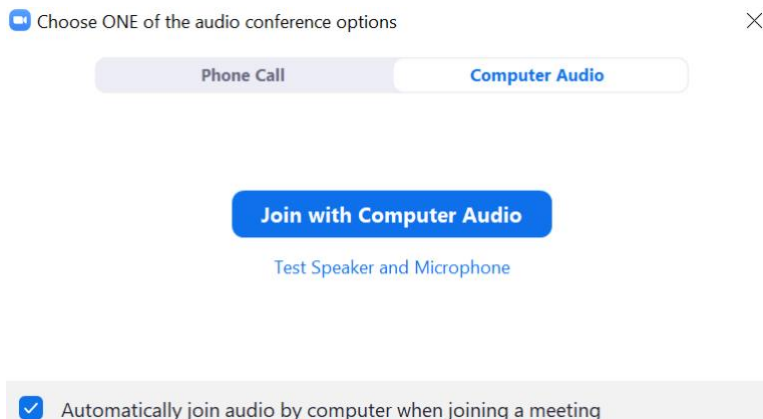 Choose ONE of the audio conference options
Phone Call
Computer Audio
Join with Computer Audio
Test Speaker and Microphone
Automatically join audio by computer when joining a meeting